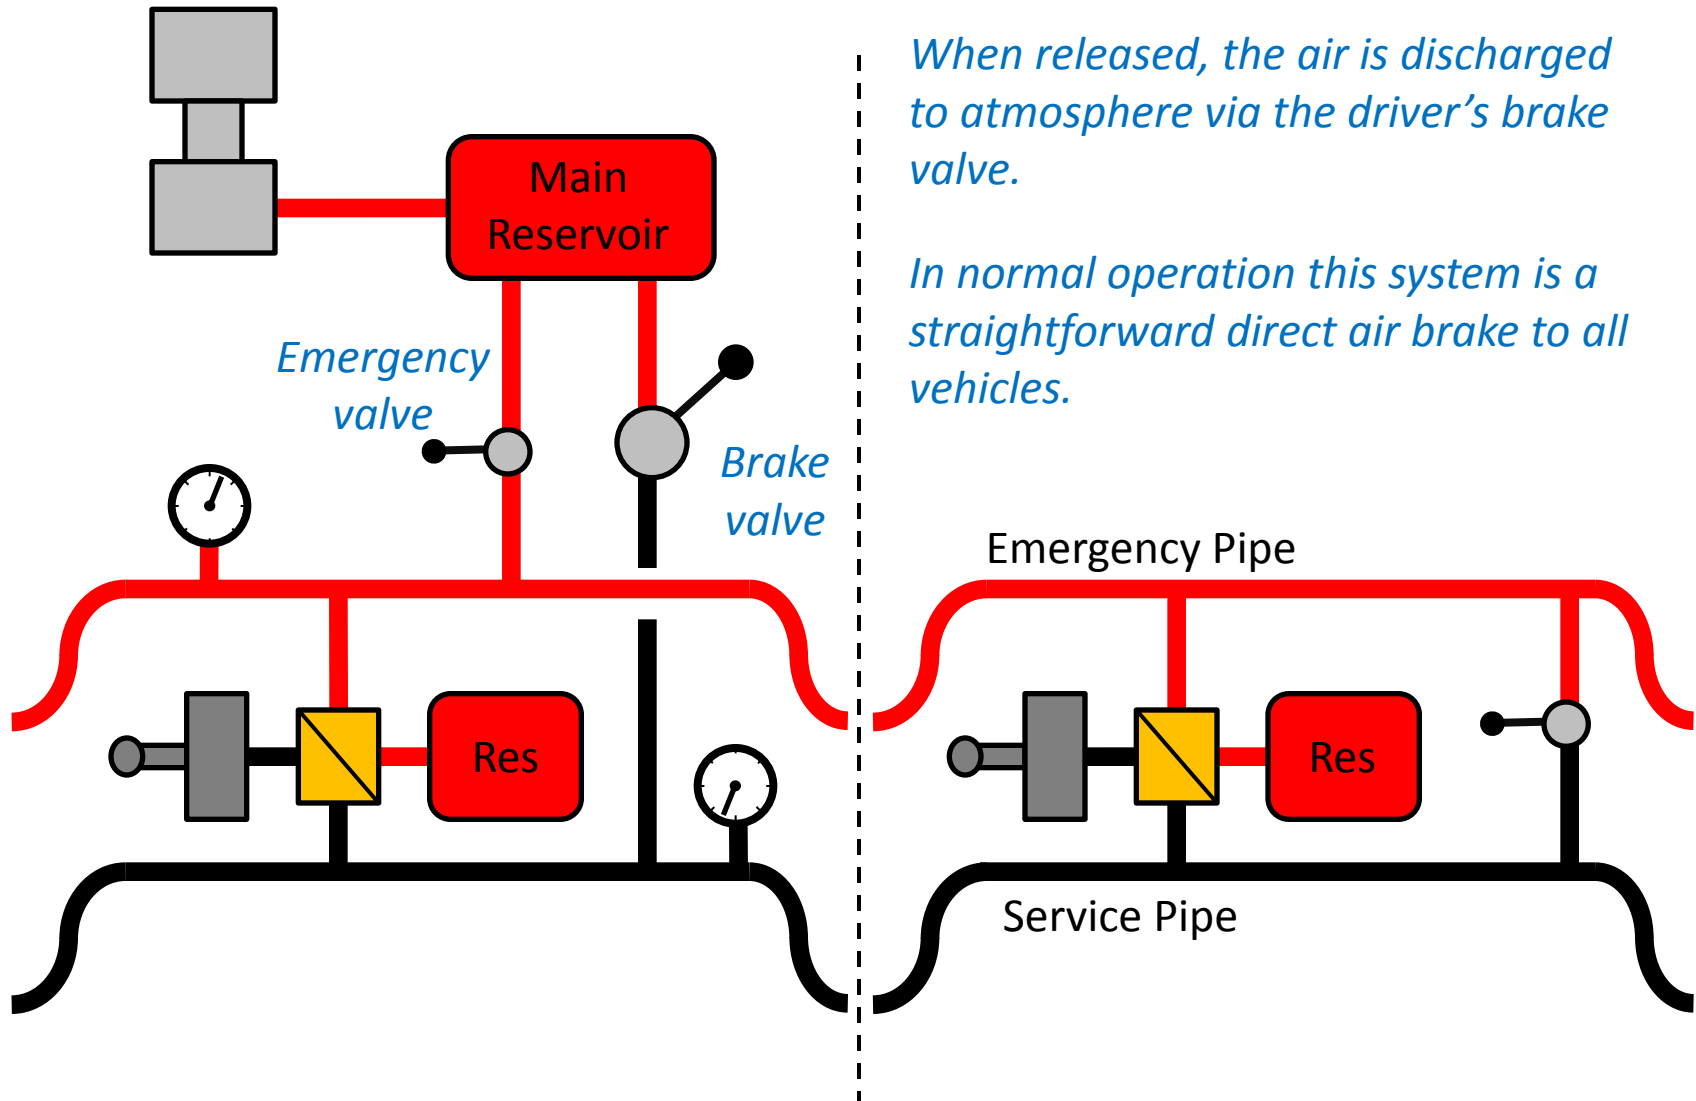 When released, the air is discharged
to atmosphere via the driver’s brake
valve.
In normal operation this system is a
straightforward direct air brake to all
vehicles.
Main
Reservoir
Emergency
valve
Brake
valve
Res
Emergency Pipe
Res
Service Pipe